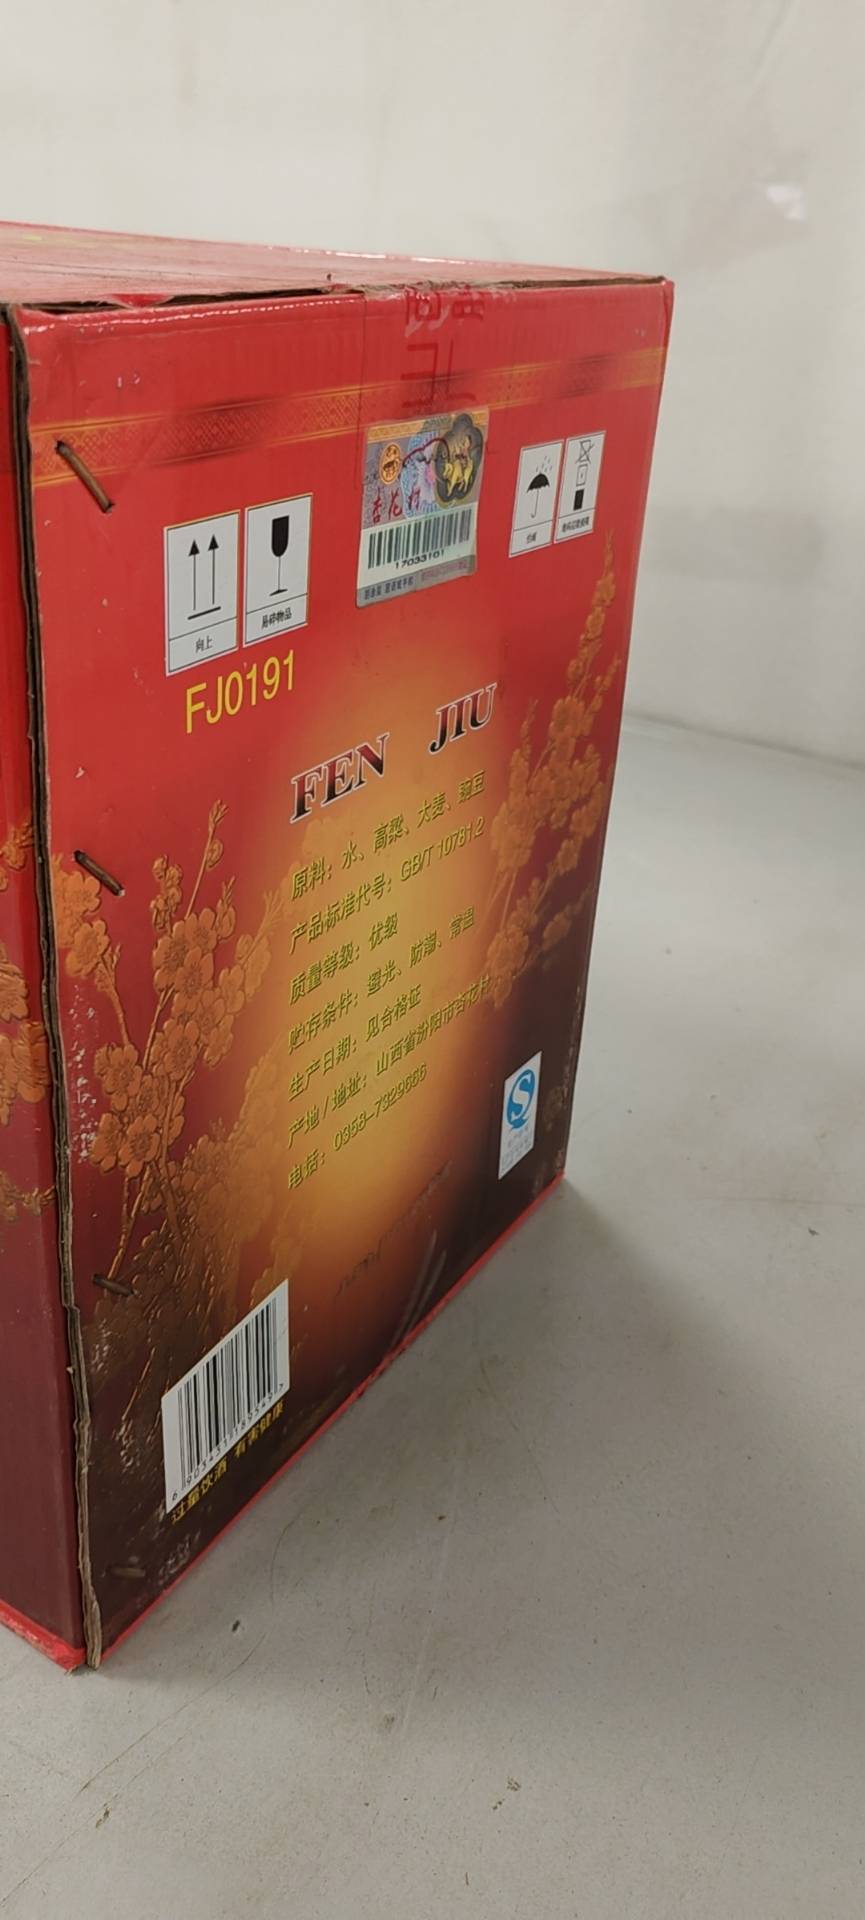 杏花村
17033101
向上
易碎物品
怕雨
FJ0191
FEN JIU
原料：水、高粱、大麦、豌豆
产品标准代号：GB/T 10781.2
质量等级：优级
贮存条件：避光、防潮、常温
生产日期：见合格证
产地/地址：山西省汾阳市杏花村
电话：0358-7329666
过量饮酒 有害健康